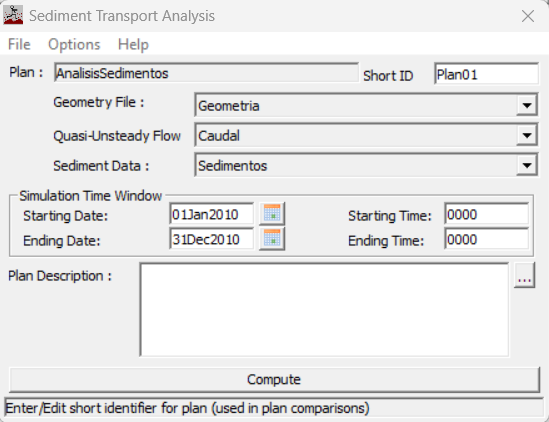 Sediment Transport Analysis
File Options Help
Plan : AnalisisSedimentos Short ID Plan01
Geometry File : Geometria
Quasi-Unsteady Flow Caudal
Sediment Data : Sedimentos
Simulation Time Window
Starting Date: 01Jan2010 Starting Time: 0000
Ending Date: 31Dec2010 Ending Time: 0000
Plan Description : ...
Compute
Enter/Edit short identifier for plan (used in plan comparisons)